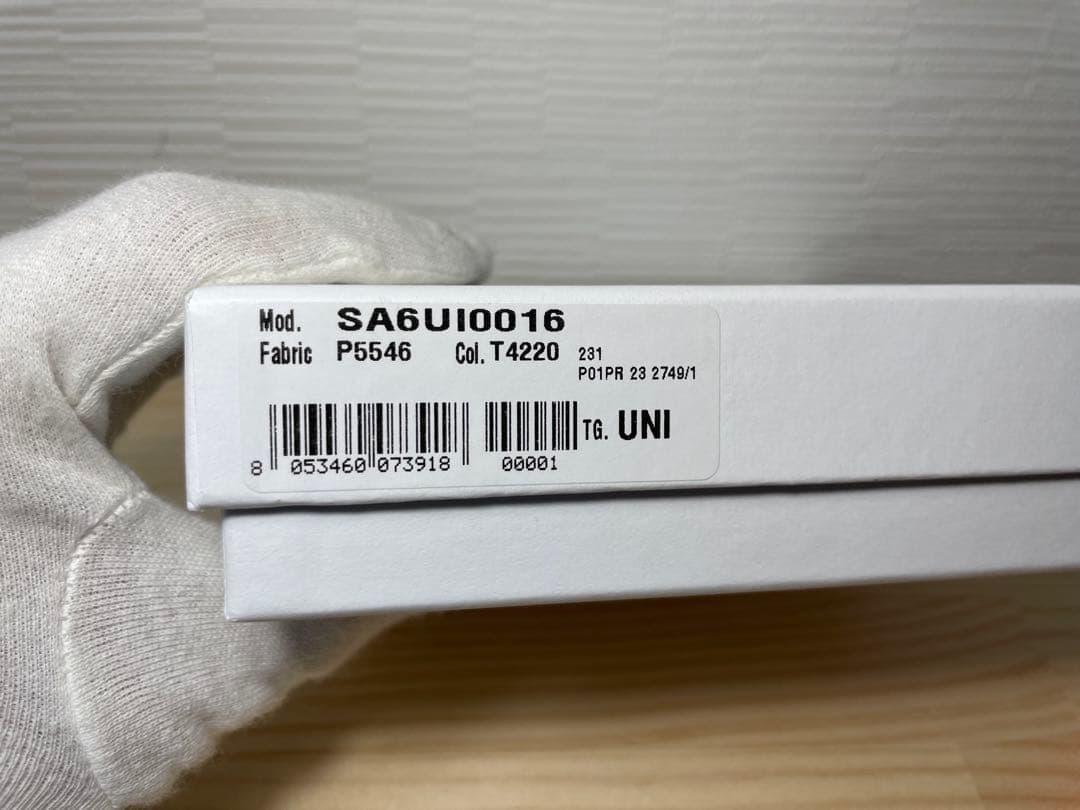 Mod. SA6UI0016
Fabric P5546 Col. T4220 231
P01PR 23 2749/1
TG. UNI
8 053460 073918 00001